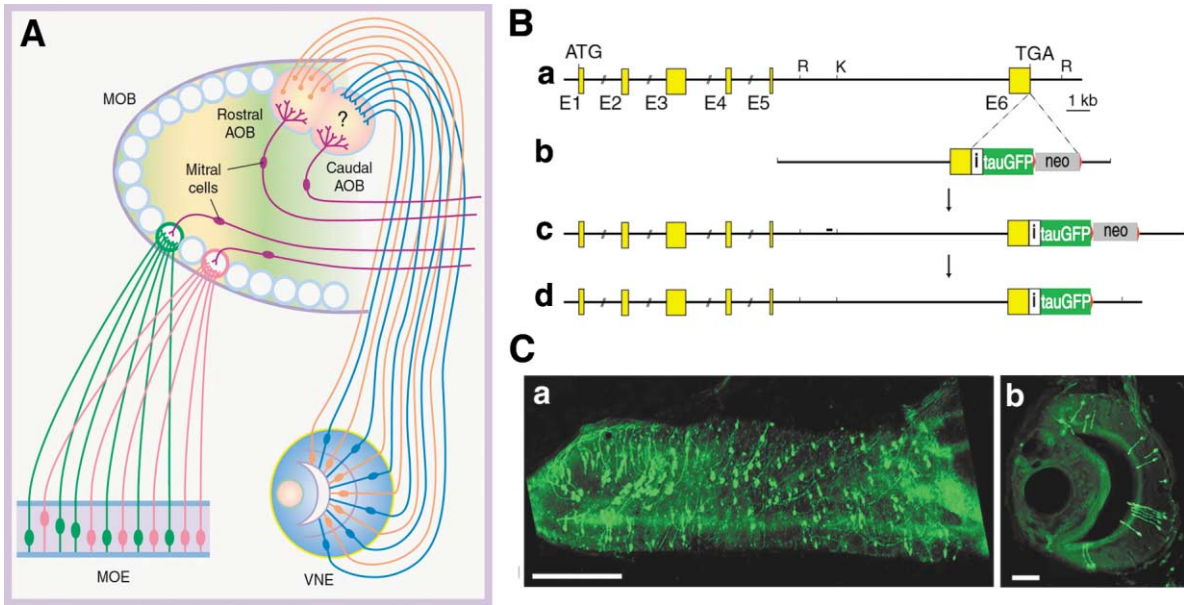 A
MOB
Rostral
AOB
?
Mitral
cells
Caudal
AOB
MOE
VNE
B
a
ATG
R
K
TGA
R
E1
E2
E3
E4
E5
E6
1 kb
b
i
tauGFP
neo
c
i
tauGFP
neo
d
i
tauGFP
C
a
b